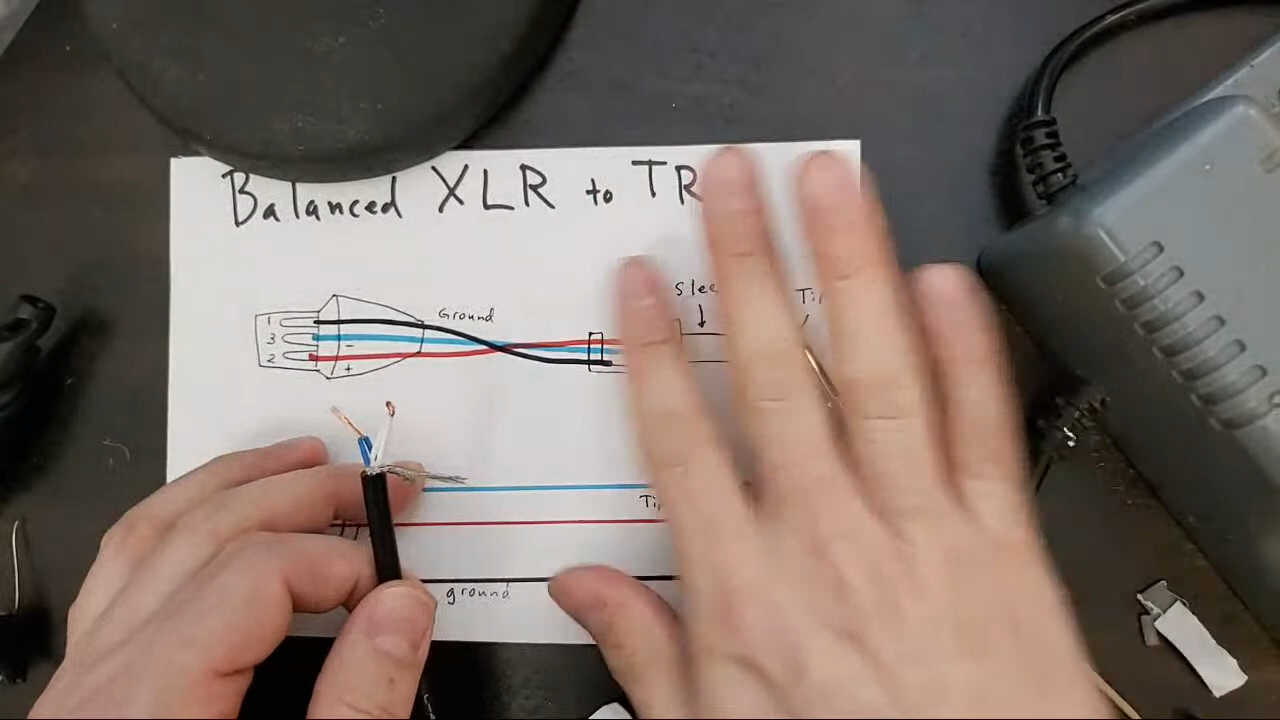 Balanced XLR to TR
Slee
Ti
Ground
1
3
2
-
+
Ti
ground